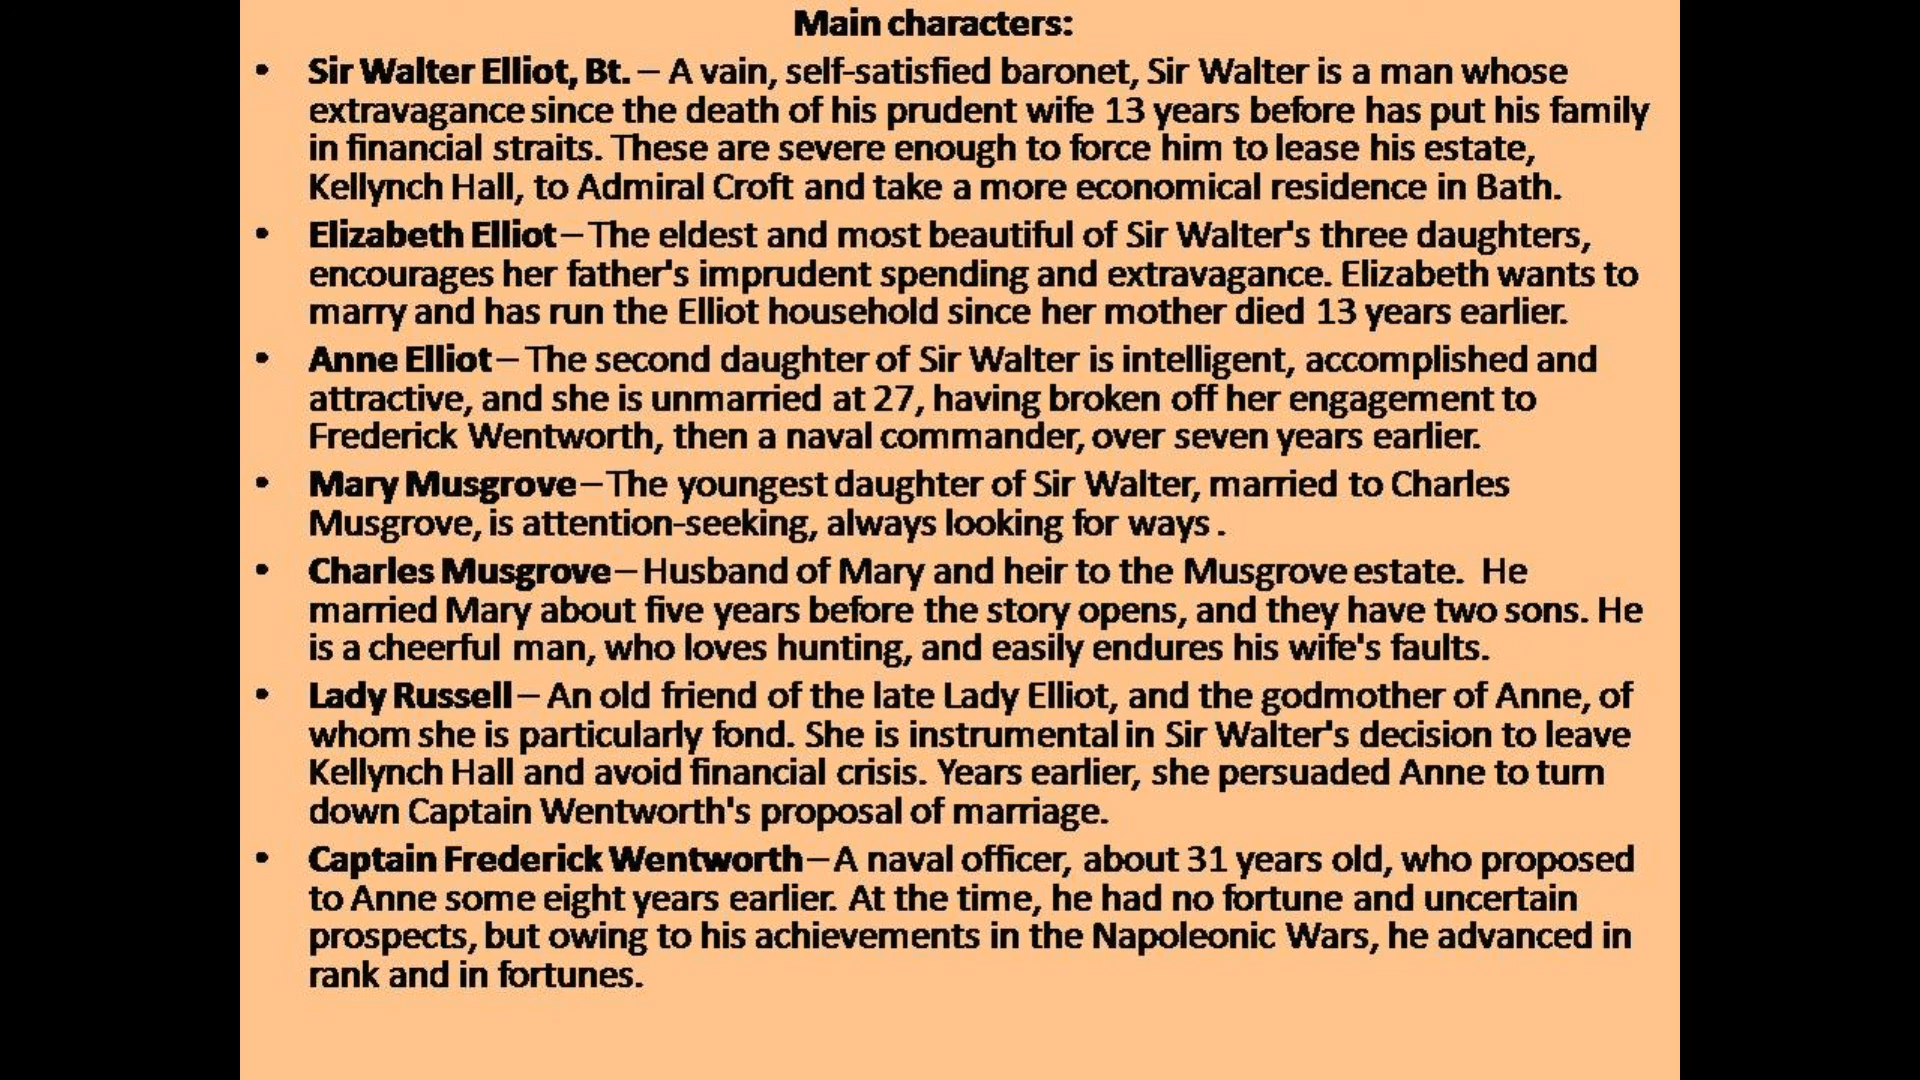 Main characters:
• Sir Walter Elliot, Bt. – A vain, self-satisfied baronet, Sir Walter is a man whose
extravagance since the death of his prudent wife 13 years before has put his family
in financial straits. These are severe enough to force him to lease his estate,
Kellynch Hall, to Admiral Croft and take a more economical residence in Bath.
• Elizabeth Elliot – The eldest and most beautiful of Sir Walter's three daughters,
encourages her father's imprudent spending and extravagance. Elizabeth wants to
marry and has run the Elliot household since her mother died 13 years earlier.
• Anne Elliot – The second daughter of Sir Walter is intelligent, accomplished and
attractive, and she is unmarried at 27, having broken off her engagement to
Frederick Wentworth, then a naval commander, over seven years earlier.
• Mary Musgrove – The youngest daughter of Sir Walter, married to Charles
Musgrove, is attention-seeking, always looking for ways .
• Charles Musgrove – Husband of Mary and heir to the Musgrove estate. He
married Mary about five years before the story opens, and they have two sons. He
is a cheerful man, who loves hunting, and easily endures his wife's faults.
• Lady Russell – An old friend of the late Lady Elliot, and the godmother of Anne, of
whom she is particularly fond. She is instrumental in Sir Walter's decision to leave
Kellynch Hall and avoid financial crisis. Years earlier, she persuaded Anne to turn
down Captain Wentworth's proposal of marriage.
• Captain Frederick Wentworth – A naval officer, about 31 years old, who proposed
to Anne some eight years earlier. At the time, he had no fortune and uncertain
prospects, but owing to his achievements in the Napoleonic Wars, he advanced in
rank and in fortunes.